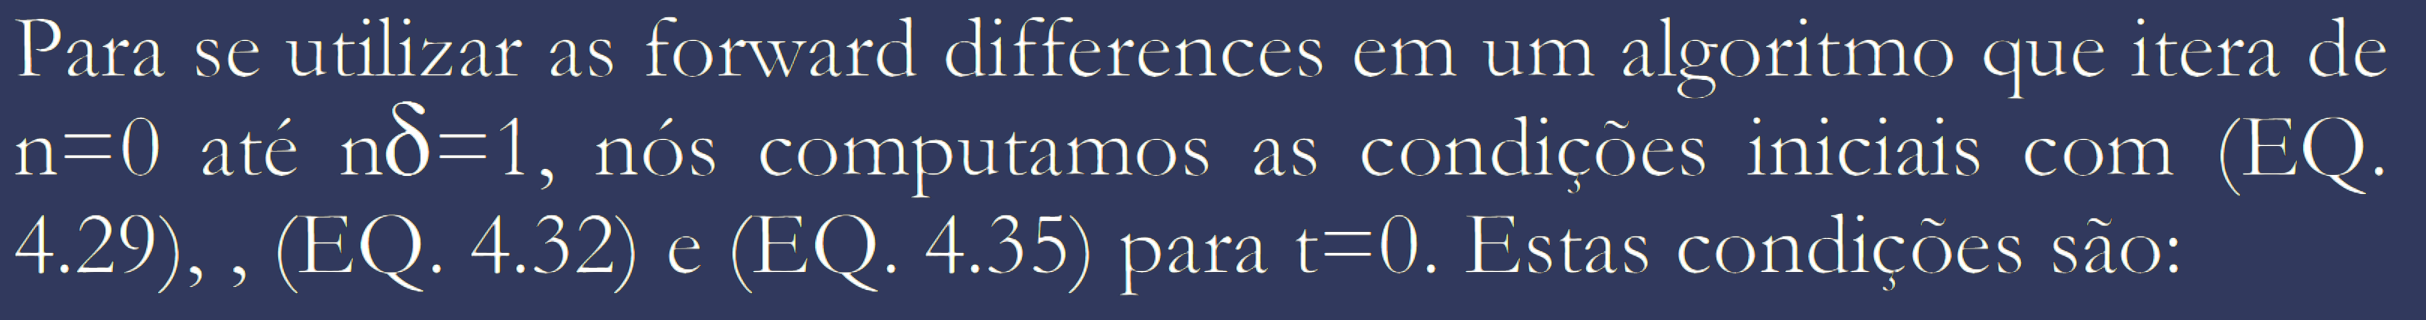 Para se utilizar as forward differences em um algoritmo que itera de
n=0 até nδ=1, nós computamos as condições iniciais com (EQ.
4.29), , (EQ. 4.32) e (EQ. 4.35) para t=0. Estas condições são: